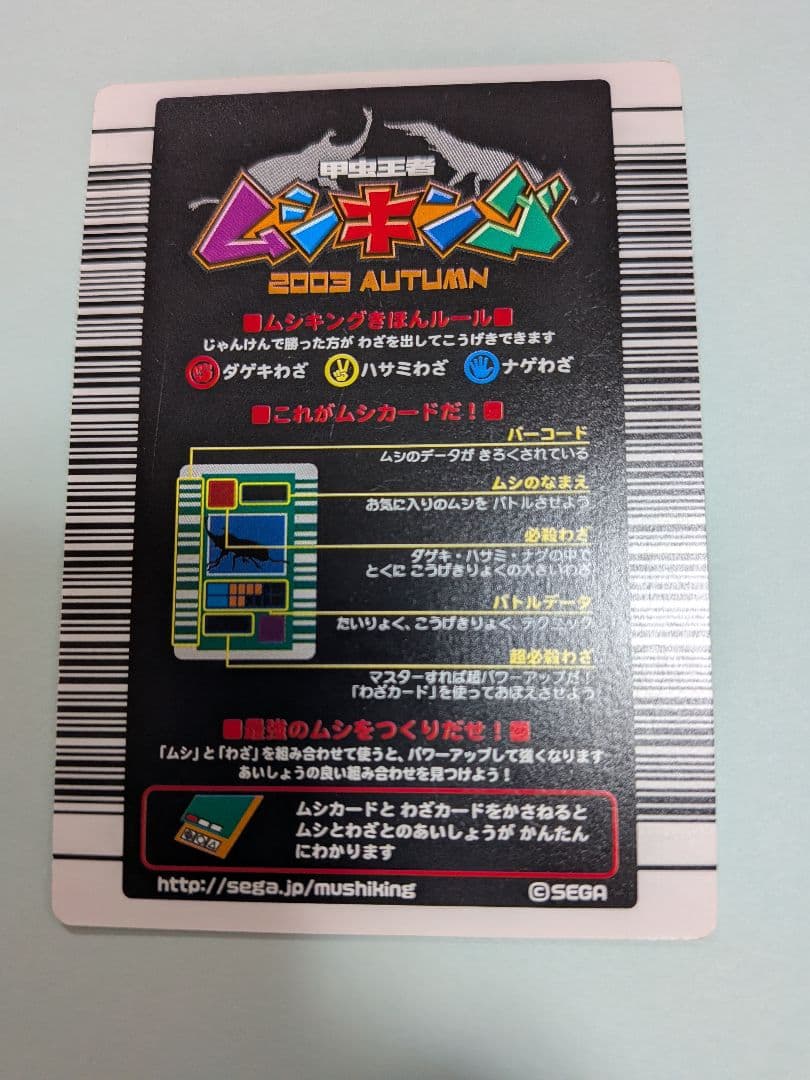 甲虫王者
ムシキング
2003 AUTUMN
■ムシキングきほんルール■
じゃんけんで勝った方が わざを出してこうげきできます
ダゲキわざ ハサミわざ ナゲわざ
■これがムシカードだ！■
バーコード
ムシのデータが きろくされている
ムシのなまえ
お気に入りのムシを バトルさせよう
必殺わざ
ダゲキ・ハサミ・ナゲの中で
とくに こうげきりょくの大きいわざ
バトルデータ
たいりょく、こうげきりょく、テクニック
超必殺わざ
マスターすれば超パワーアップだ！
「わざカード」を使っておぼえさせよう
■最強のムシをつくりだせ！■
「ムシ」と「わざ」を組み合わせて使うと、パワーアップして強くなります
あいしょうの良い組み合わせを見つけよう！
ムシカードと わざカードをかさねると
ムシとわざとのあいしょうが かんたん
にわかります
http://sega.jp/mushiking
©SEGA